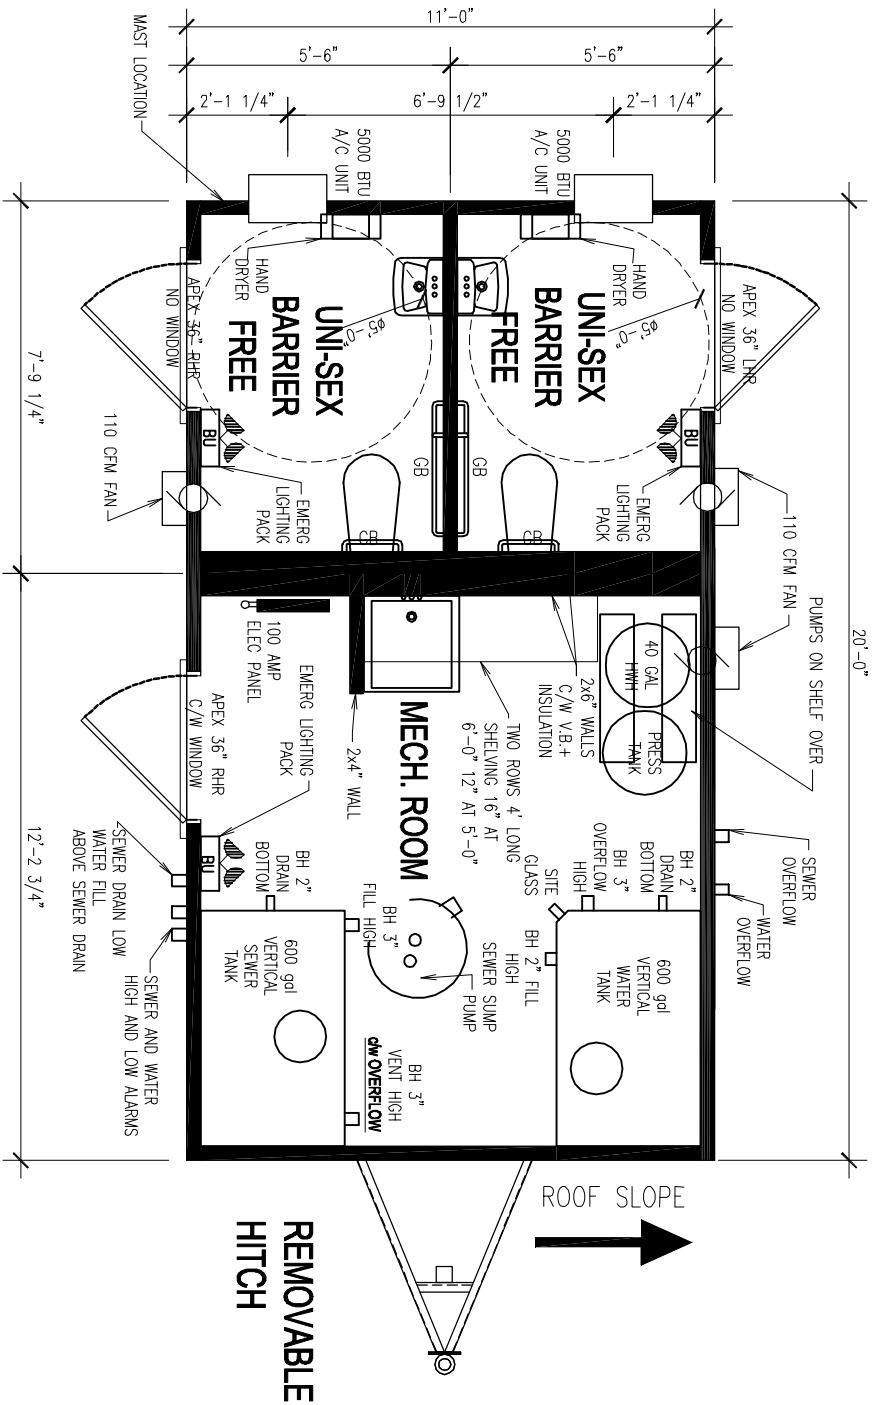 11'-0"
5'-6"
5'-6"
2'-1 1/4"
6'-9 1/2"
2'-1 1/4"
MAST LOCATION
5000 BTU
A/C UNIT
5000 BTU
A/C UNIT
20'-0"
7'-9 1/4"
12'-2 3/4"
HAND
DRYER
HAND
DRYER
UNI-SEX
BARRIER
FREE
UNI-SEX
BARRIER
FREE
ø5'-0"
ø5'-0"
APEX 36" RHR
NO WINDOW
APEX 36" LHR
NO WINDOW
BU
BU
EMERG
LIGHTING
PACK
EMERG
LIGHTING
PACK
GB
GB
GB
GB
110 CFM FAN
110 CFM FAN
PUMPS ON SHELF OVER
40 GAL
HWH
PRESS
TANK
2x6" WALLS
C/W V.B.+
INSULATION
TWO ROWS 4' LONG
SHELVING 16" AT
6'-0" 12" AT 5'-0"
100 AMP
ELEC PANEL
2x4" WALL
MECH. ROOM
EMERG LIGHTING
PACK
APEX 36" RHR
C/W WINDOW
BU
SEWER
OVERFLOW
WATER
OVERFLOW
BH 2"
DRAIN
BOTTOM
BH 3"
OVERFLOW
HIGH
SITE
GLASS
BH 2" FILL
HIGH
600 gal
VERTICAL
WATER
TANK
SEWER SUMP
PUMP
BH 3"
FILL HIGH
BH 2"
DRAIN
BOTTOM
600 gal
VERTICAL
SEWER
TANK
BH 3"
VENT HIGH
c/w OVERFLOW
SEWER DRAIN LOW
WATER FILL
ABOVE SEWER DRAIN
SEWER AND WATER
HIGH AND LOW ALARMS
ROOF SLOPE
REMOVABLE
HITCH